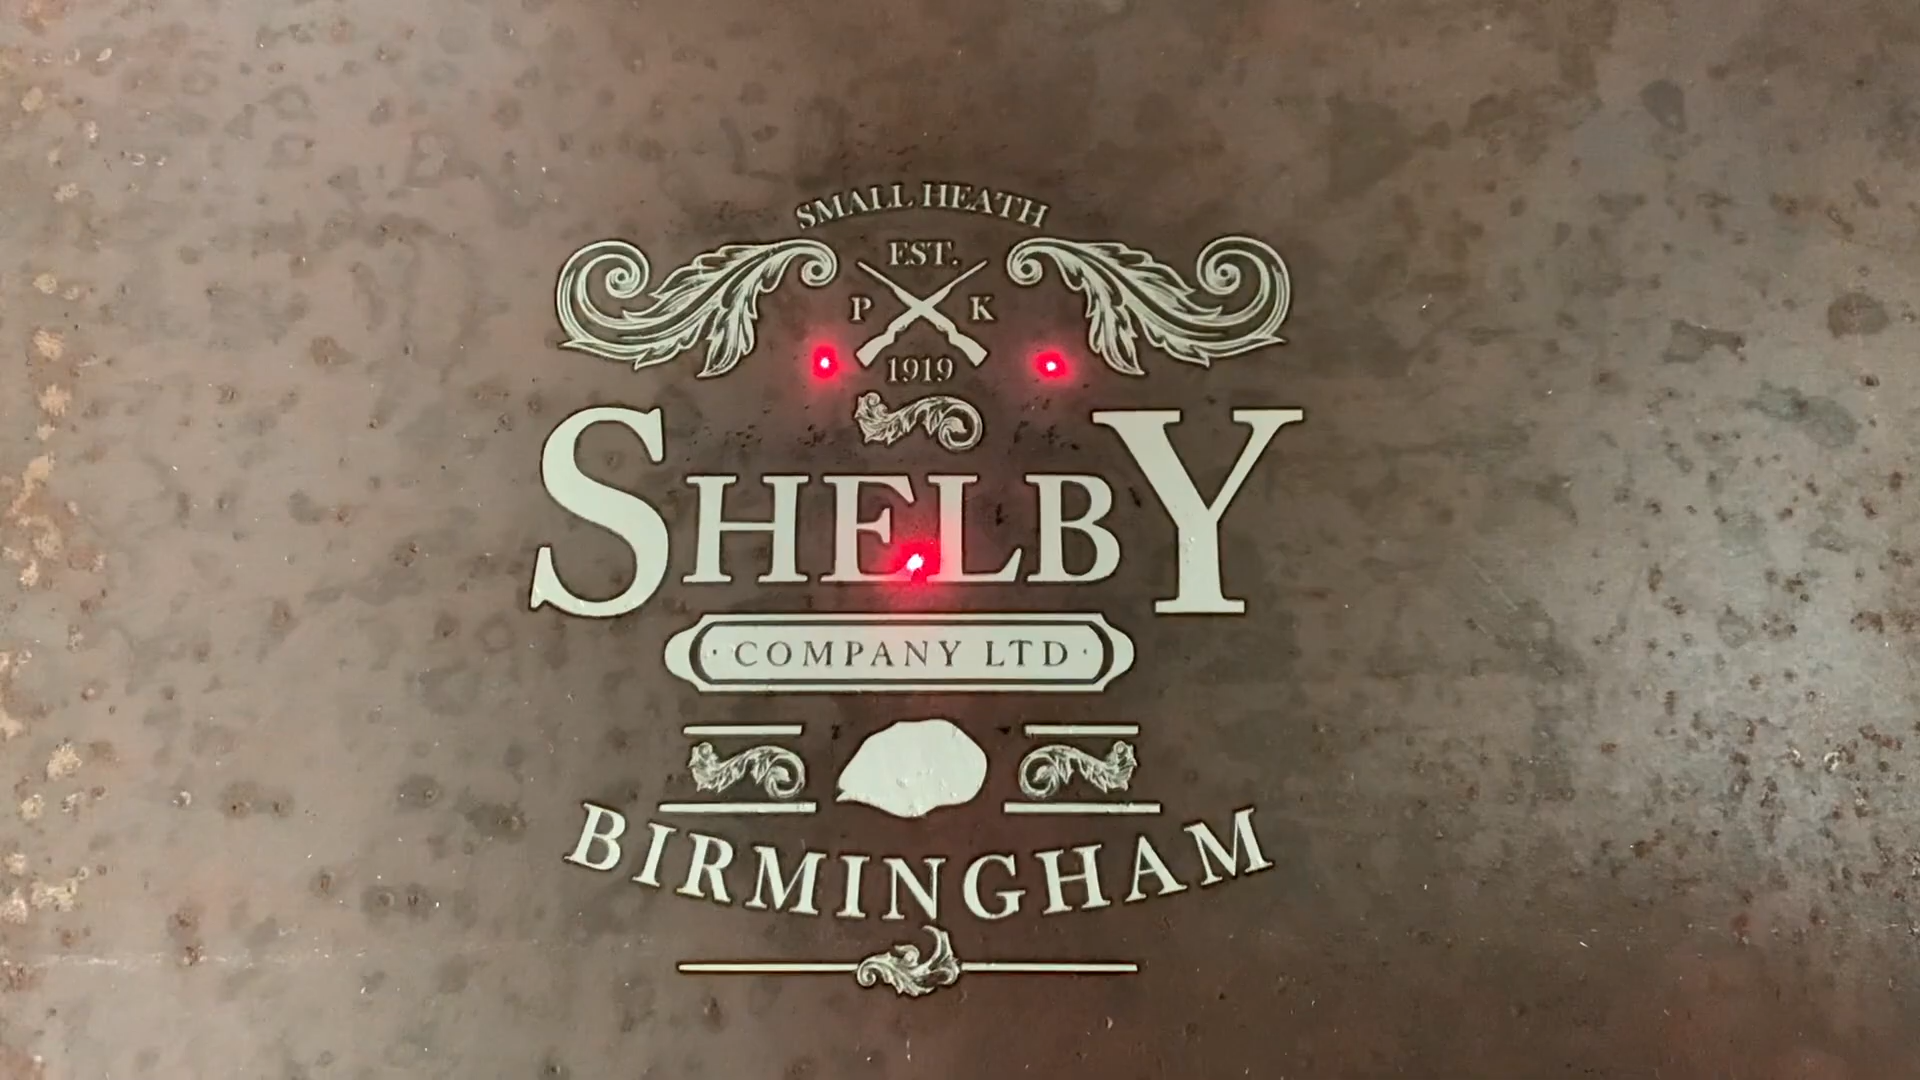 SMALL HEATH
EST.
P K
1919
SHELBY
· COMPANY LTD ·
BIRMINGHAM